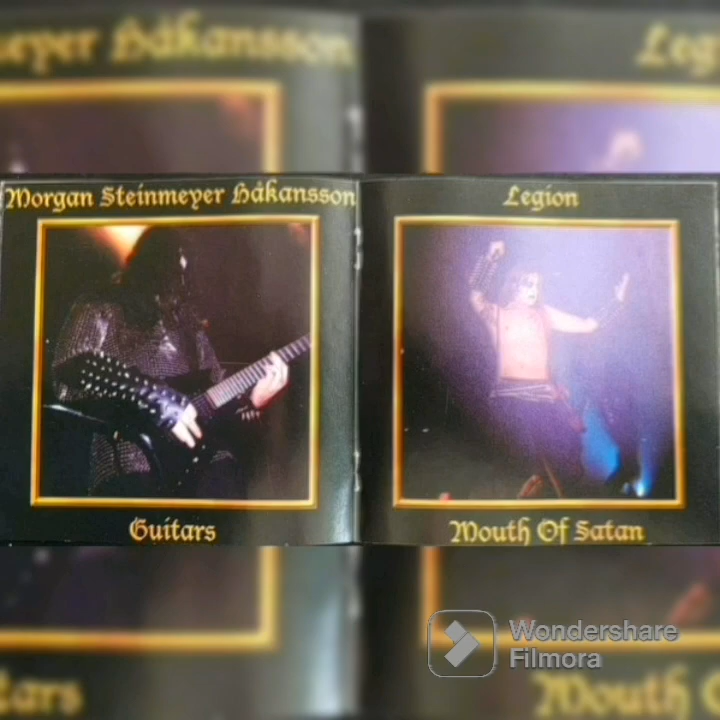 Morgan Steinmeyer Håkansson
Legion
Guitars
Mouth Of Satan
Wondershare
Filmora